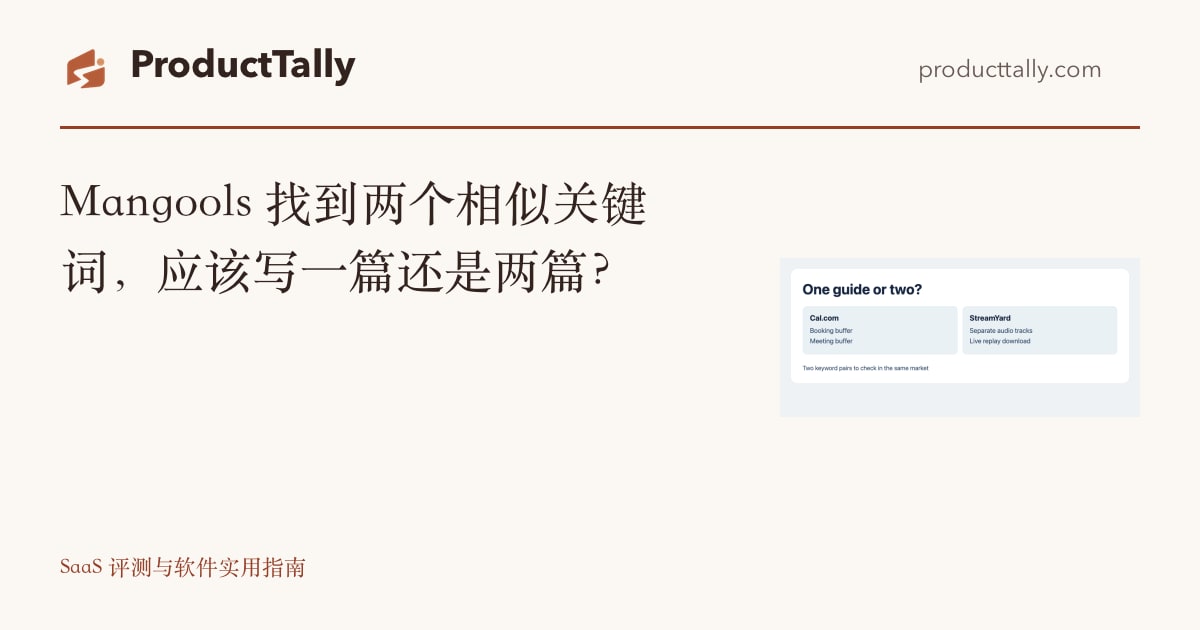 ProductTally
producttally.com
Mangools 找到两个相似关键
词，应该写一篇还是两篇？
One guide or two?
Cal.com
Booking buffer
Meeting buffer
StreamYard
Separate audio tracks
Live replay download
Two keyword pairs to check in the same market
SaaS 评测与软件实用指南